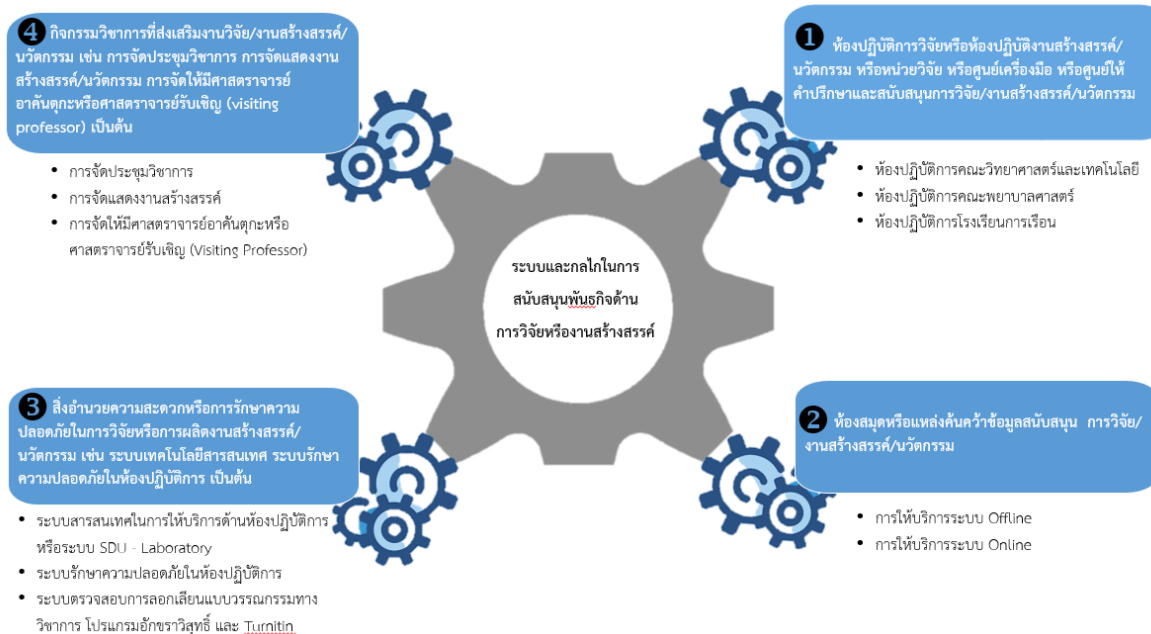 ❹ กิจกรรมวิชาการที่ส่งเสริมงานวิจัย/งานสร้างสรรค์/
นวัตกรรม เช่น การจัดประชุมวิชาการ การจัดแสดงงาน
สร้างสรรค์/นวัตกรรม การจัดให้มีศาสตราจารย์
อาคันตุกะหรือศาสตราจารย์รับเชิญ (visiting
professor) เป็นต้น
• การจัดประชุมวิชาการ
• การจัดแสดงงานสร้างสรรค์
• การจัดให้มีศาสตราจารย์อาคันตุกะหรือ
ศาสตราจารย์รับเชิญ (Visiting Professor)
❶ ห้องปฏิบัติการวิจัยหรือห้องปฏิบัติงานสร้างสรรค์/
นวัตกรรม หรือหน่วยวิจัย หรือศูนย์เครื่องมือ หรือศูนย์ให้
คำปรึกษาและสนับสนุนการวิจัย/งานสร้างสรรค์/นวัตกรรม
• ห้องปฏิบัติการคณะวิทยาศาสตร์และเทคโนโลยี
• ห้องปฏิบัติการคณะพยาบาลศาสตร์
• ห้องปฏิบัติการโรงเรียนการเรือน
ระบบและกลไกในการ
สนับสนุนพันธกิจด้าน
การวิจัยหรืองานสร้างสรรค์
❸ สิ่งอำนวยความสะดวกหรือการรักษาความ
ปลอดภัยในการวิจัยหรือการผลิตงานสร้างสรรค์/
นวัตกรรม เช่น ระบบเทคโนโลยีสารสนเทศ ระบบรักษา
ความปลอดภัยในห้องปฏิบัติการ เป็นต้น
• ระบบสารสนเทศในการให้บริการด้านห้องปฏิบัติการ
หรือระบบ SDU - Laboratory
• ระบบรักษาความปลอดภัยในห้องปฏิบัติการ
• ระบบตรวจสอบการลอกเลียนแบบวรรณกรรมทาง
วิชาการ โปรแกรมอักขราวิสุทธิ์ และ Turnitin
❷ ห้องสมุดหรือแหล่งค้นคว้าข้อมูลสนับสนุน การวิจัย/
งานสร้างสรรค์/นวัตกรรม
• การให้บริการระบบ Offline
• การให้บริการระบบ Online